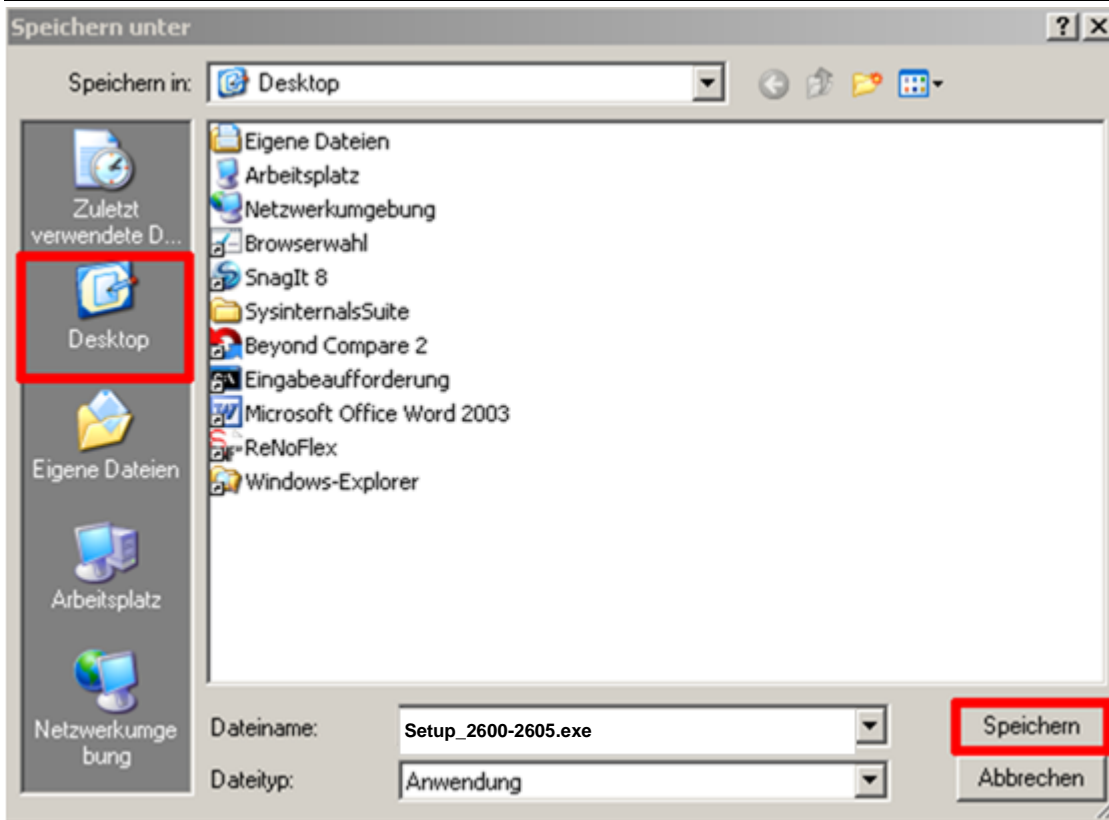 Speichern unter
Speichern in: Desktop
Zuletzt
verwendete D...
Desktop
Eigene Dateien
Arbeitsplatz
Netzwerkumge
bung
Eigene Dateien
Arbeitsplatz
Netzwerkumgebung
Browserwahl
SnagIt 8
SysinternalsSuite
Beyond Compare 2
Eingabeaufforderung
Microsoft Office Word 2003
ReNoFlex
Windows-Explorer
Dateiname: Setup_2600-2605.exe Speichern
Dateityp: Anwendung Abbrechen